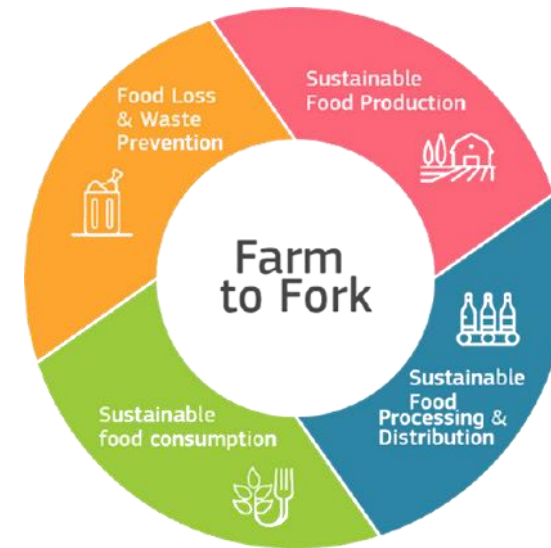 Food Loss
& Waste
Prevention
Sustainable
Food Production
Farm
to Fork
Sustainable
Food
Processing &
Distribution
Sustainable
food consumption